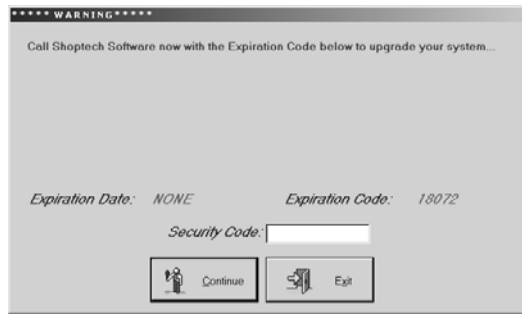 ***** WARNING *****
Call Shoptech Software now with the Expiration Code below to upgrade your system...
Expiration Date: NONE Expiration Code: 18072
Security Code:
Continue Exit